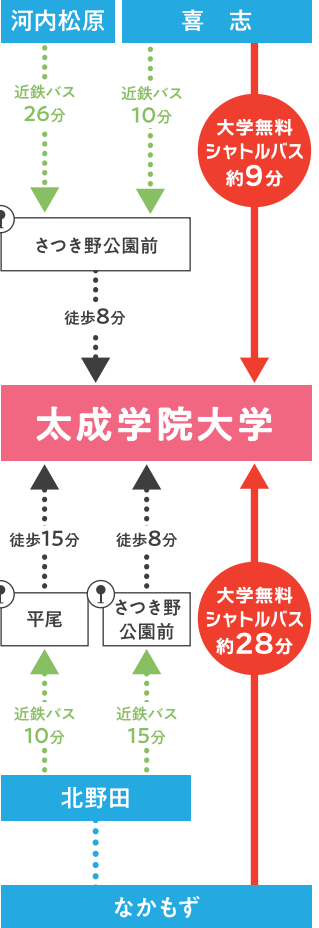 河内松原
喜 志
近鉄バス
26分
近鉄バス
10分
大学無料
シャトルバス
約9分
さつき野公園前
徒歩8分
太成学院大学
徒歩15分
徒歩8分
平尾
さつき野
公園前
大学無料
シャトルバス
約28分
近鉄バス
10分
近鉄バス
15分
北野田
なかもず